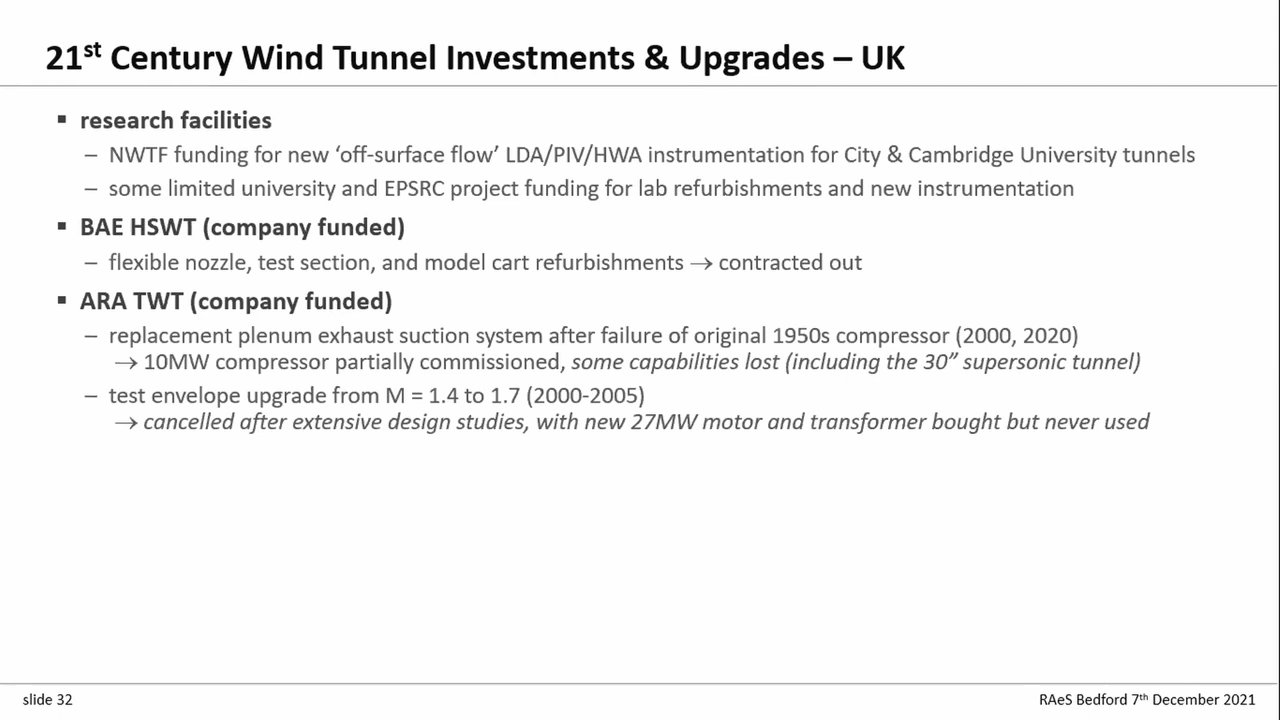 21st Century Wind Tunnel Investments & Upgrades – UK
▪ research facilities
– NWTF funding for new ‘off-surface flow’ LDA/PIV/HWA instrumentation for City & Cambridge University tunnels
– some limited university and EPSRC project funding for lab refurbishments and new instrumentation
▪ BAE HSWT (company funded)
– flexible nozzle, test section, and model cart refurbishments → contracted out
▪ ARA TWT (company funded)
– replacement plenum exhaust suction system after failure of original 1950s compressor (2000, 2020)
→ 10MW compressor partially commissioned, some capabilities lost (including the 30” supersonic tunnel)
– test envelope upgrade from M = 1.4 to 1.7 (2000-2005)
→ cancelled after extensive design studies, with new 27MW motor and transformer bought but never used
slide 32
RAeS Bedford 7th December 2021